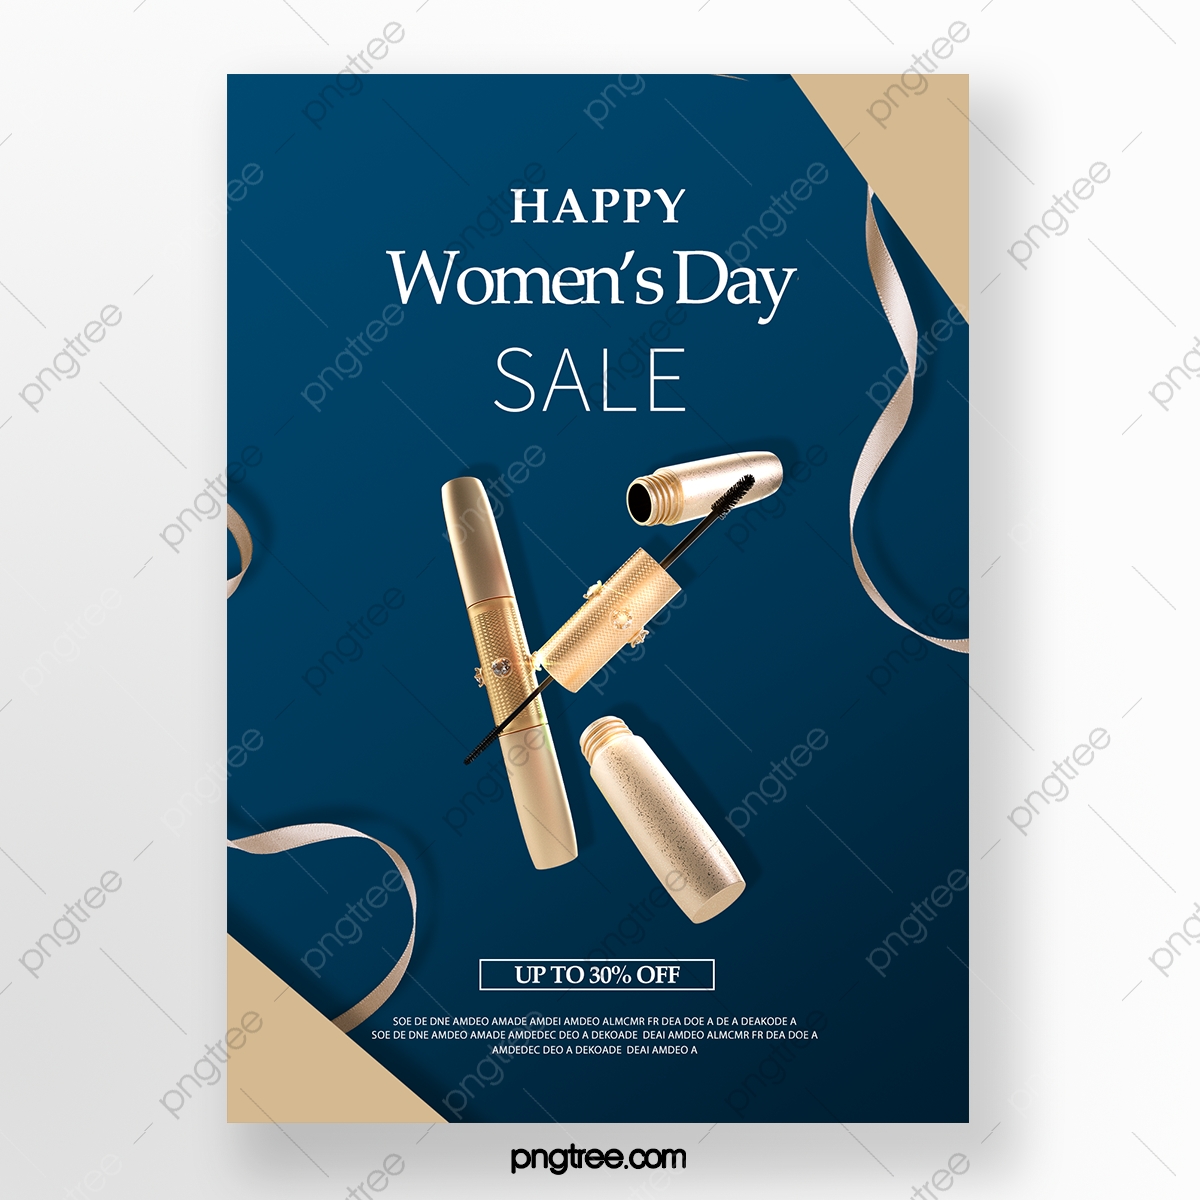 HAPPY
Women's Day
SALE
UP TO 30% OFF
SOE DE DNE AMDEO AMADE AMDEI AMDEO ALMCMR FR DEA DOE A DE A DEAKODE A
SOE DE DNE AMDEO AMADE AMDEDEC DEO A DEKOADE DEAI AMDEO ALMCMR FR DEA DOE A
AMDEDEC DEO A DEKOADE DEAI AMDEO A
pngtree.com